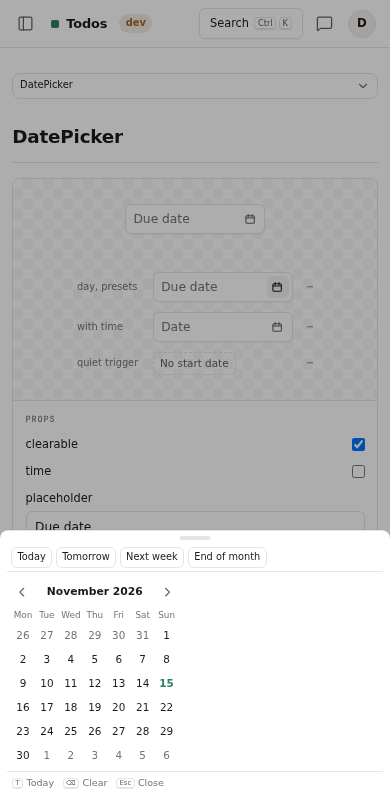 Todos dev Search Ctrl K D
DatePicker
DatePicker
Due date
day, presets Due date –
with time Date –
quiet trigger No start date –
PROPS
clearable
time
placeholder
Due date
Today Tomorrow Next week End of month
November 2026
Mon Tue Wed Thu Fri Sat Sun
26 27 28 29 30 31 1
2 3 4 5 6 7 8
9 10 11 12 13 14 15
16 17 18 19 20 21 22
23 24 25 26 27 28 29
30 1 2 3 4 5 6
T Today ⌫ Clear Esc Close